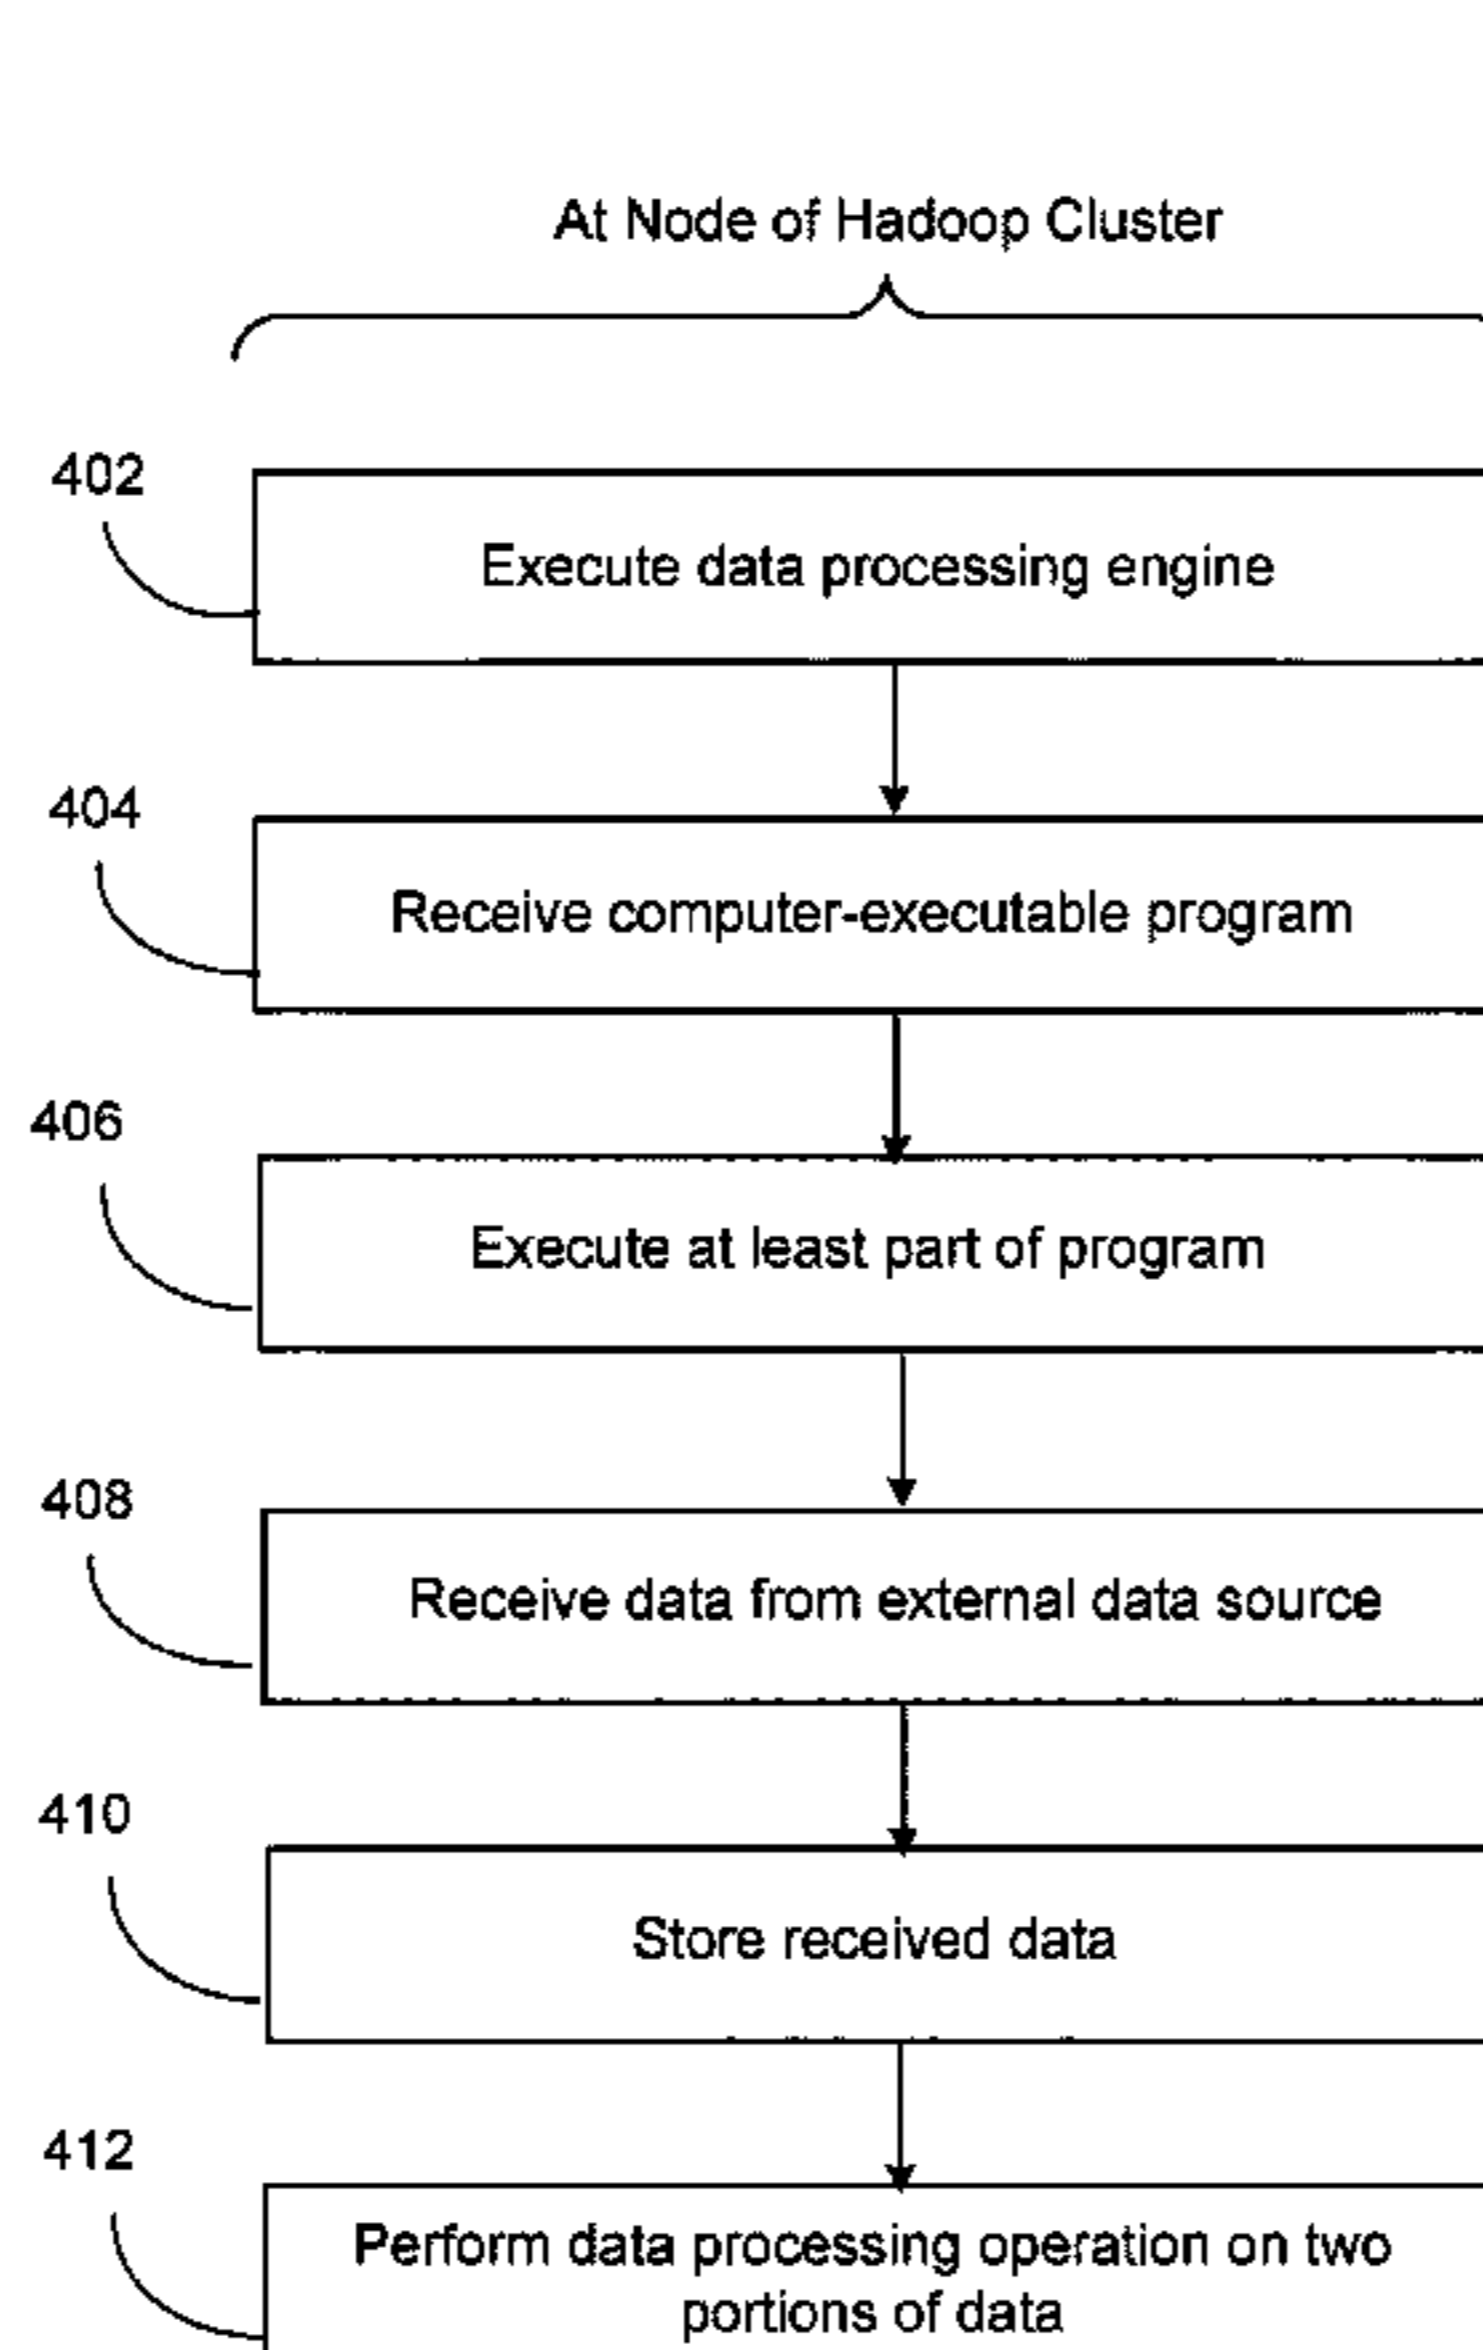 At Node of Hadoop Cluster
402
Execute data processing engine
404
Receive computer-executable program
406
Execute at least part of program
408
Receive data from external data source
410
Store received data
412
Perform data processing operation on two
portions of data